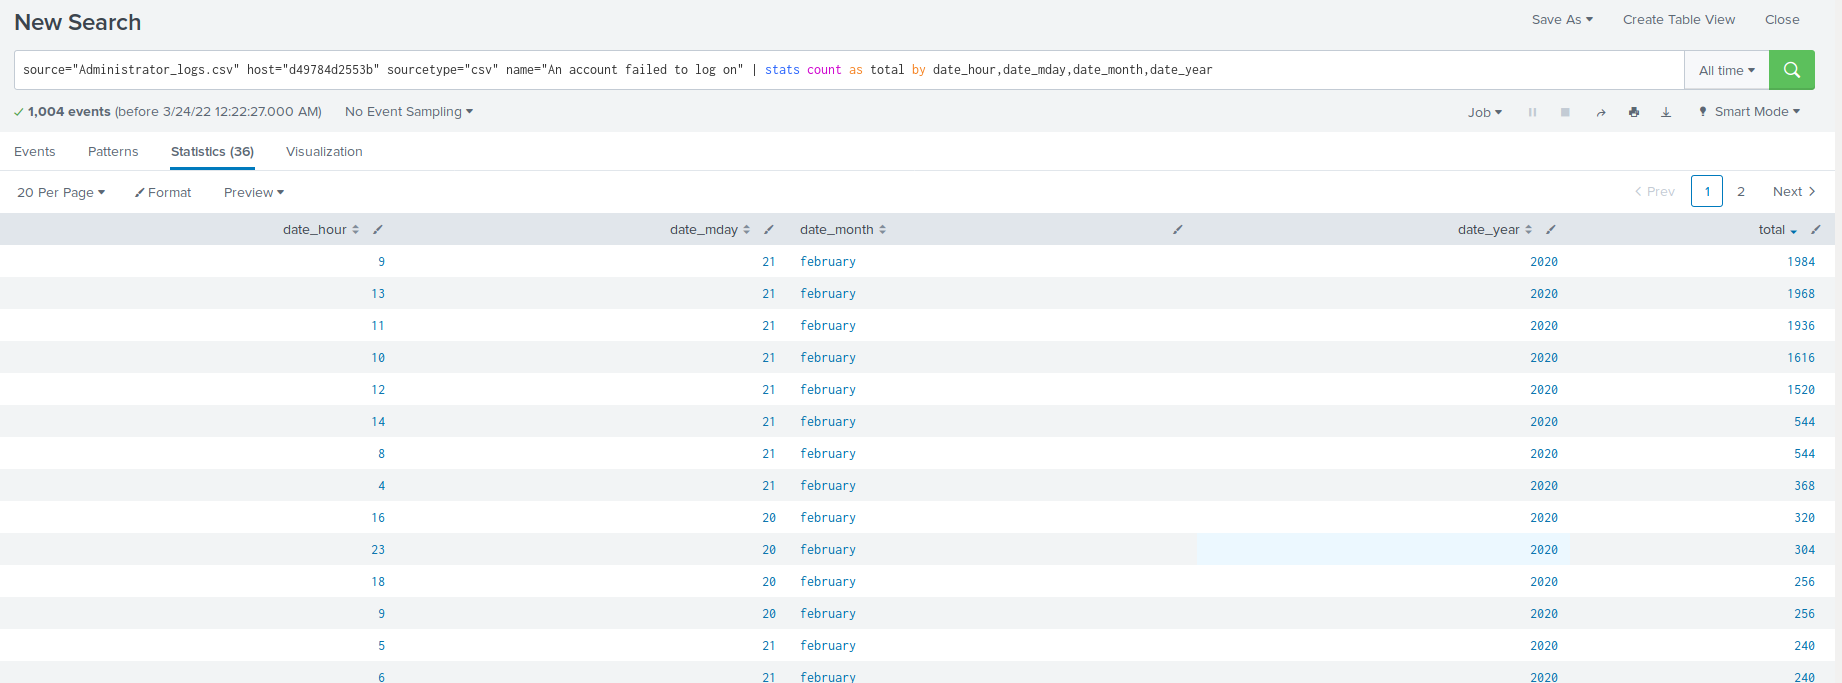 New Search
Save As Create Table View Close
source="Administrator_logs.csv" host="d49784d2553b" sourcetype="csv" name="An account failed to log on" | stats count as total by date_hour,date_mday,date_month,date_year
All time
1,004 events (before 3/24/22 12:22:27.000 AM) No Event Sampling
Job Smart Mode
Events Patterns Statistics (36) Visualization
20 Per Page Format Preview
Prev 1 2 Next
date_hour date_mday date_month date_year total
9 21 february 2020 1984
13 21 february 2020 1968
11 21 february 2020 1936
10 21 february 2020 1616
12 21 february 2020 1520
14 21 february 2020 544
8 21 february 2020 544
4 21 february 2020 368
16 20 february 2020 320
23 20 february 2020 304
18 20 february 2020 256
9 20 february 2020 256
5 21 february 2020 240
6 21 february 2020 240